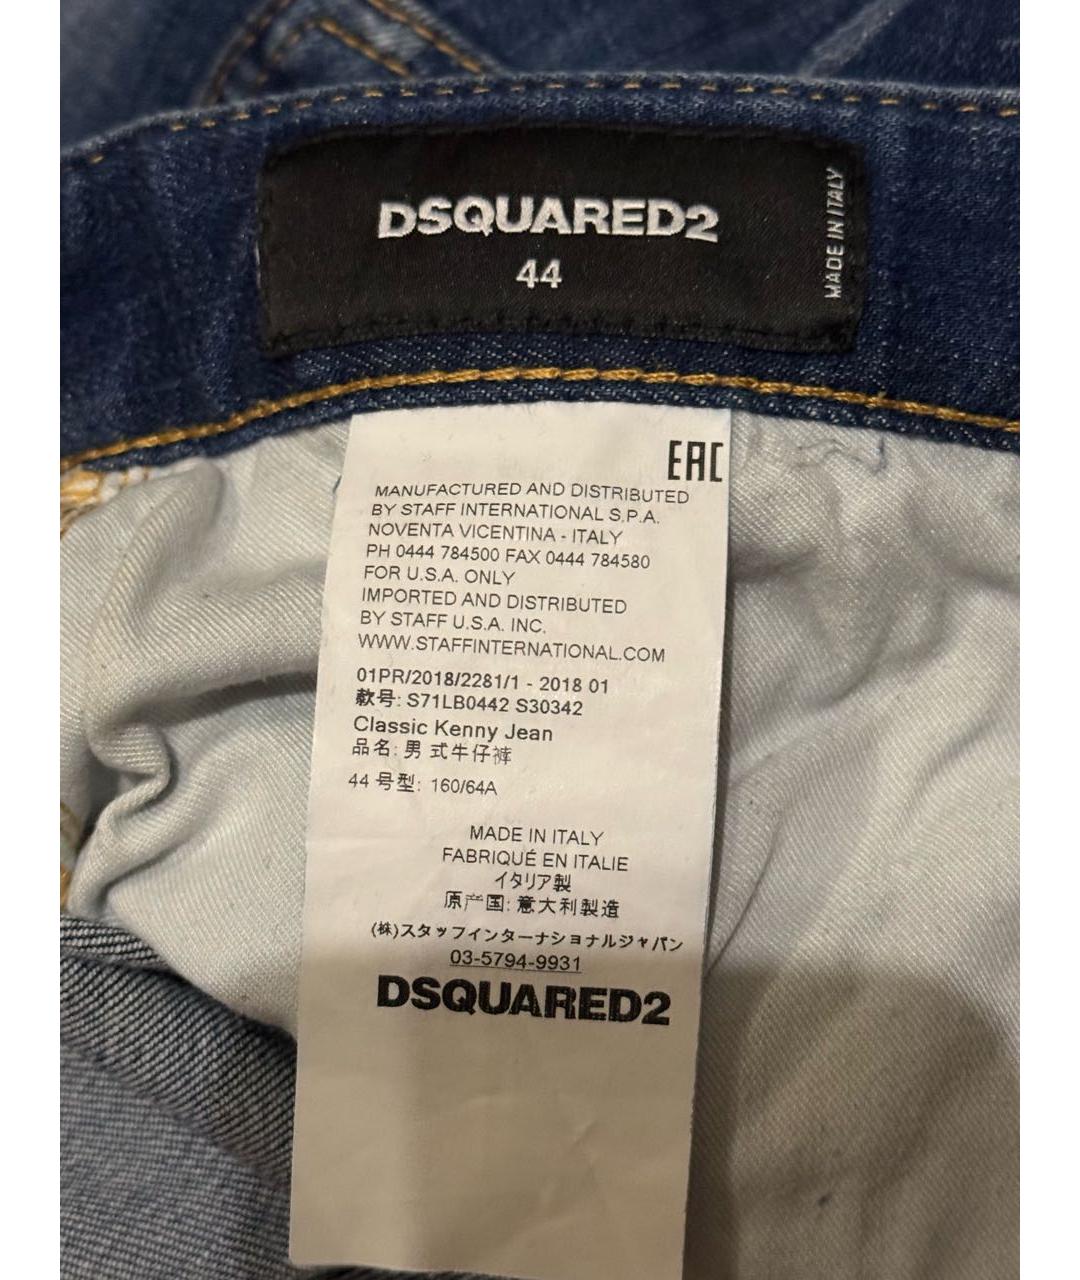 DSQUARED2
44
MADE IN ITALY
EAC
MANUFACTURED AND DISTRIBUTED
BY STAFF INTERNATIONAL S.P.A.
NOVENTA VICENTINA - ITALY
PH 0444 784500 FAX 0444 784580
FOR U.S.A. ONLY
IMPORTED AND DISTRIBUTED
BY STAFF U.S.A. INC.
WWW.STAFFINTERNATIONAL.COM
01PR/2018/2281/1 - 2018 01
款号: S71LB0442 S30342
Classic Kenny Jean
品名: 男 式牛仔裤
44 号型: 160/64A
MADE IN ITALY
FABRIQUÉ EN ITALIE
イタリア製
原产国: 意大利製造
(株)スタッフインターナショナルジャパン
03-5794-9931
DSQUARED2